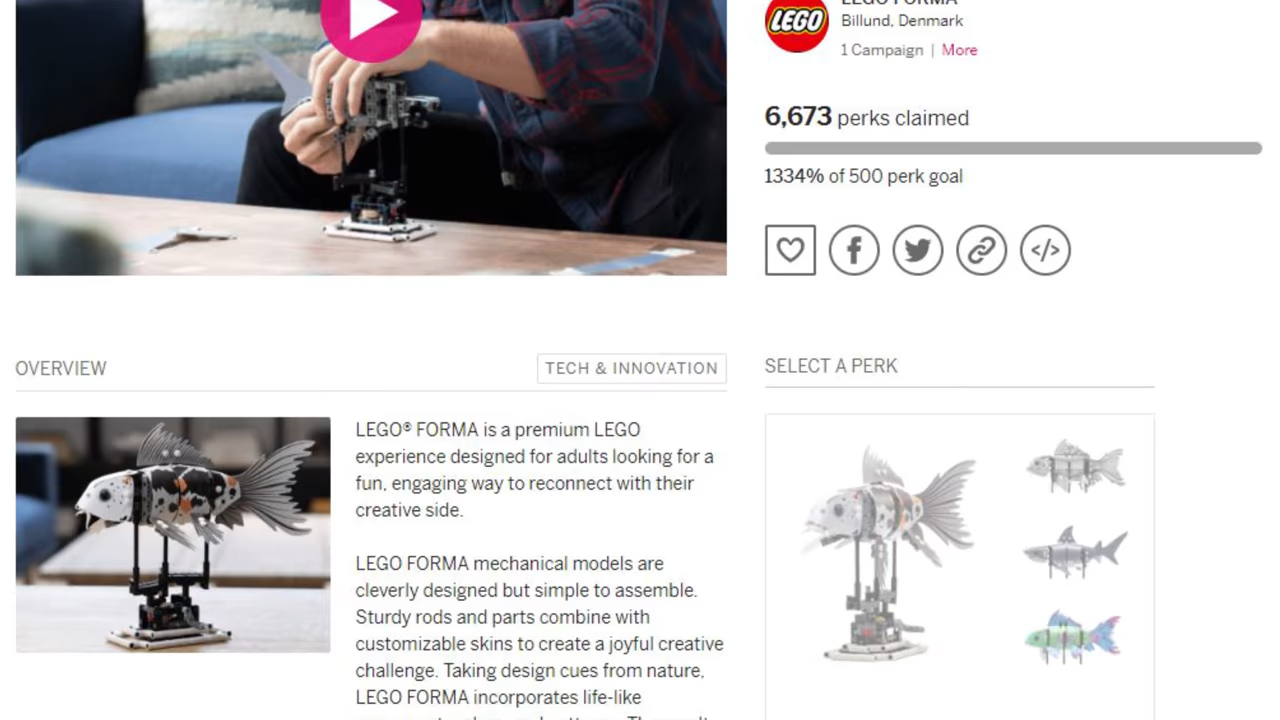 LEGO FORMA
LEGO
Billund, Denmark
1 Campaign | More
6,673 perks claimed
1334% of 500 perk goal
</>
OVERVIEW
TECH & INNOVATION
SELECT A PERK
LEGO® FORMA is a premium LEGO
experience designed for adults looking for a
fun, engaging way to reconnect with their
creative side.
LEGO FORMA mechanical models are
cleverly designed but simple to assemble.
Sturdy rods and parts combine with
customizable skins to create a joyful creative
challenge. Taking design cues from nature,
LEGO FORMA incorporates life-like